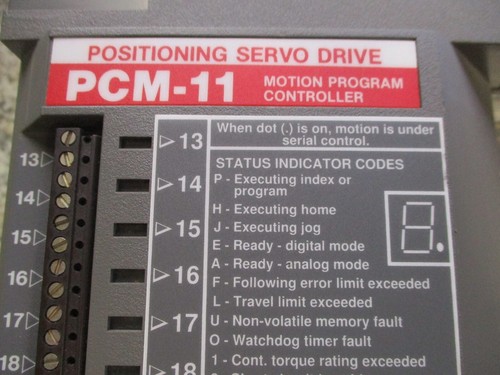 POSITIONING SERVO DRIVE
PCM-11
MOTION PROGRAM
CONTROLLER
13
14
15
16
17
18
13
14
15
16
17
18
When dot (.) is on, motion is under
serial control.
STATUS INDICATOR CODES
P - Executing index or
program
H - Executing home
J - Executing jog
E - Ready - digital mode
A - Ready - analog mode
F - Following error limit exceeded
L - Travel limit exceeded
U - Non-volatile memory fault
O - Watchdog timer fault
1 - Cont. torque rating exceeded
8.